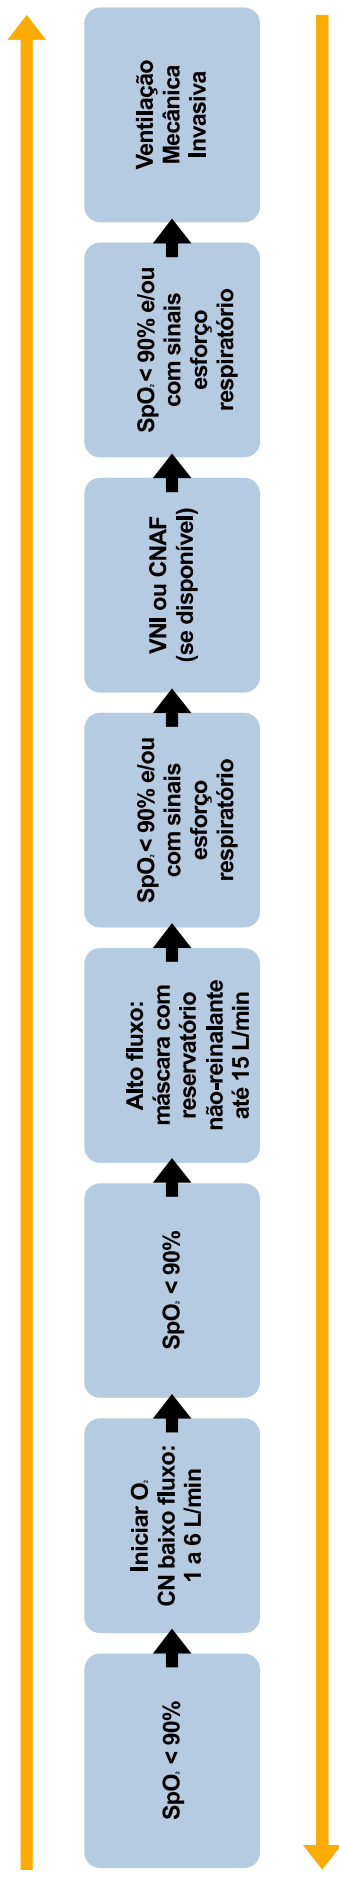 SpO₂ < 90%
Iniciar O₂
CN baixo fluxo:
1 a 6 L/min
SpO₂ < 90%
Alto fluxo:
máscara com
reservatório
não-reinalante
até 15 L/min
SpO₂ < 90% e/ou
com sinais
esforço
respiratório
VNI ou CNAF
(se disponível)
SpO₂ < 90% e/ou
com sinais
esforço
respiratório
Ventilação
Mecânica
Invasiva